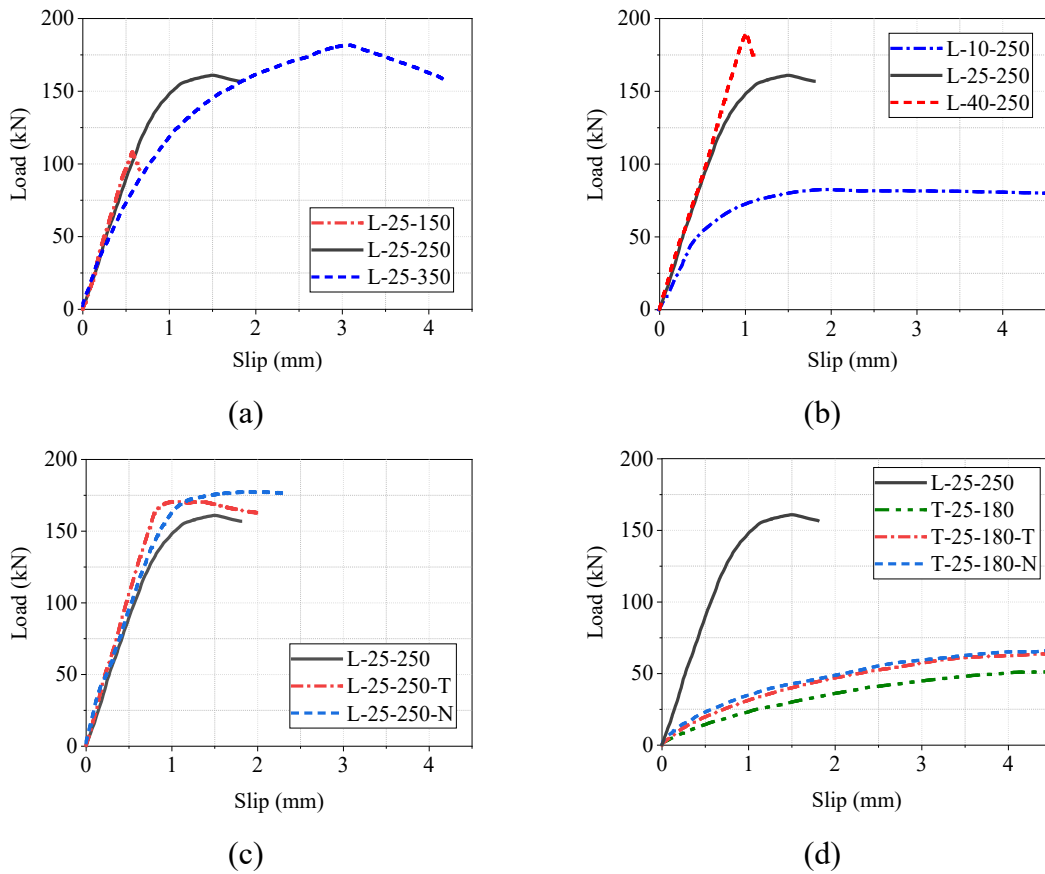 200
150
100
50
0
Load (kN)
L-25-150
L-25-250
L-25-350
0 1 2 3 4
Slip (mm)
(a)
200
150
100
50
0
Load (kN)
L-10-250
L-25-250
L-40-250
0 1 2 3 4
Slip (mm)
(b)
200
150
100
50
0
Load (kN)
L-25-250
L-25-250-T
L-25-250-N
0 1 2 3 4
Slip (mm)
(c)
200
150
100
50
0
Load (kN)
L-25-250
T-25-180
T-25-180-T
T-25-180-N
0 1 2 3 4
Slip (mm)
(d)